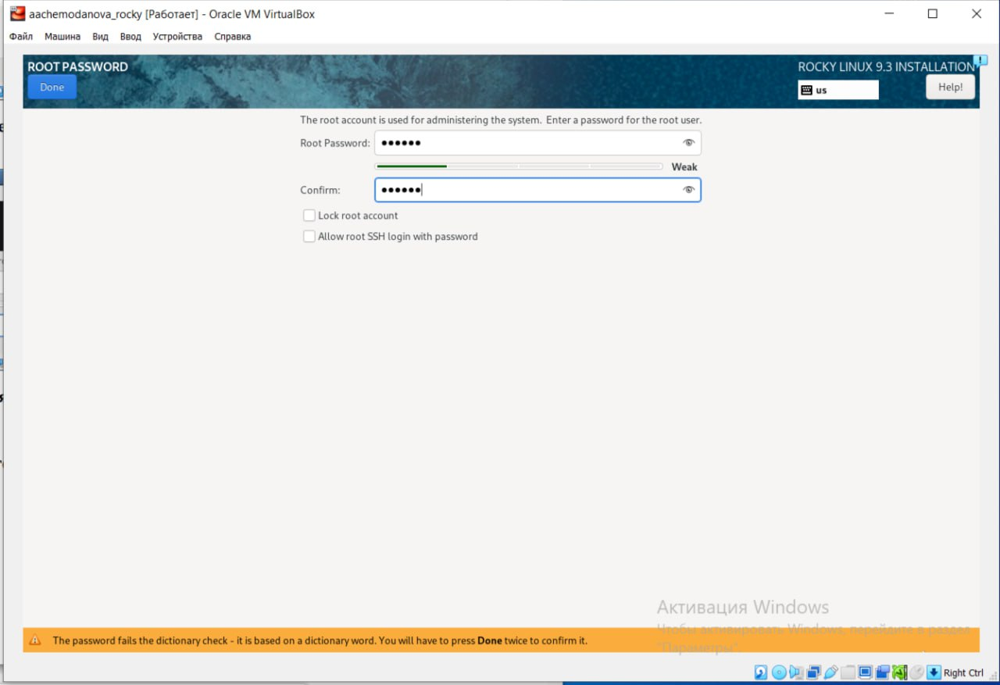 aachemodanova_rocky [Работает] - Oracle VM VirtualBox
Файл Машина Вид Ввод Устройства Справка
ROOT PASSWORD
ROCKY LINUX 9.3 INSTALLATION
Done
us
Help!
The root account is used for administering the system. Enter a password for the root user.
Root Password: ●●●●●●
Weak
Confirm: ●●●●●●
Lock root account
Allow root SSH login with password
Активация Windows
Чтобы активировать Windows, перейдите в раздел
"Параметры".
The password fails the dictionary check - it is based on a dictionary word. You will have to press Done twice to confirm it.
Right Ctrl